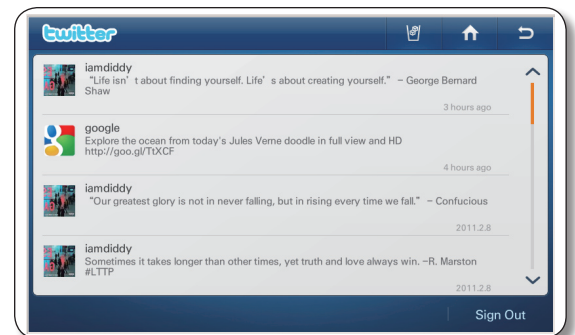 twitter
iamdiddy
“Life isn’ t about finding yourself. Life’ s about creating yourself.” – George Bernard
Shaw
3 hours ago
google
Explore the ocean from today's Jules Verne doodle in full view and HD
http://goo.gl/TtXCF
4 hours ago
iamdiddy
“Our greatest glory is not in never falling, but in rising every time we fall.” – Confucious
2011.2.8
iamdiddy
Sometimes it takes longer than other times, yet truth and love always win. –R. Marston
#LTTP
2011.2.8
Sign Out